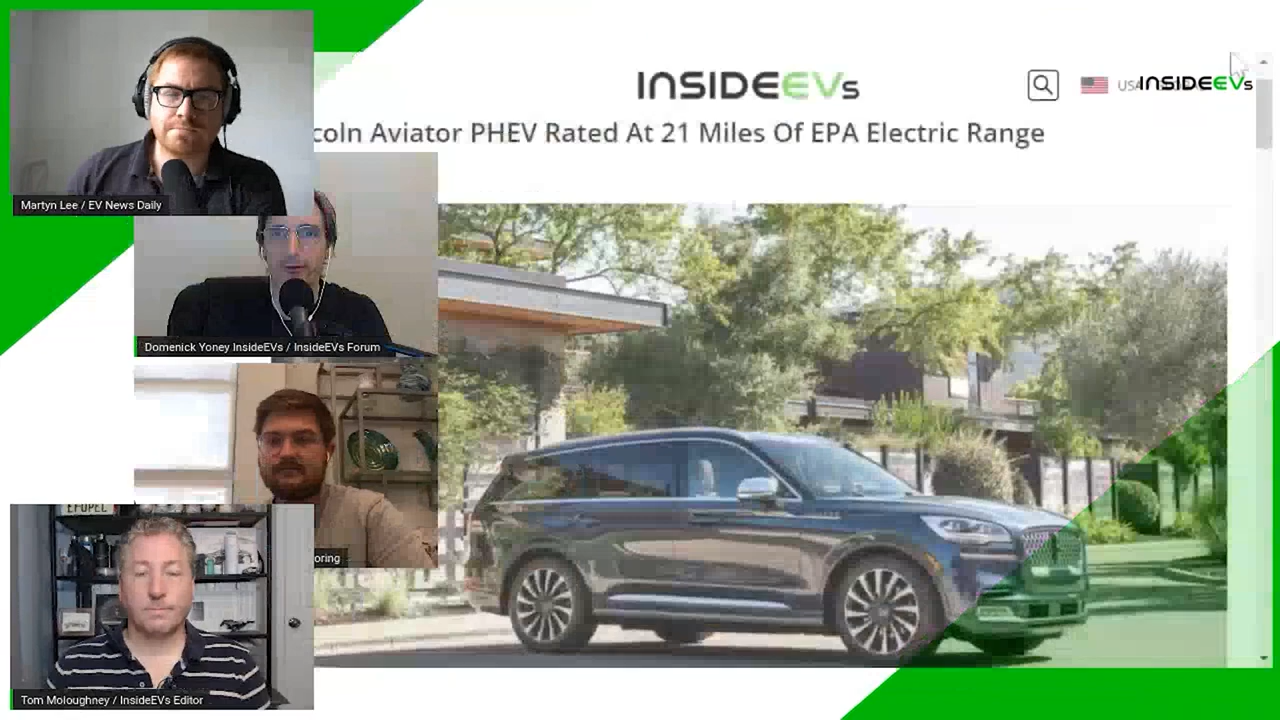 INSIDEEVs
USA
INSIDEEVs
coln Aviator PHEV Rated At 21 Miles Of EPA Electric Range
Martyn Lee / EV News Daily
Domenick Yoney InsideEVs / InsideEVs Forum
oring
Tom Moloughney / InsideEVs Editor